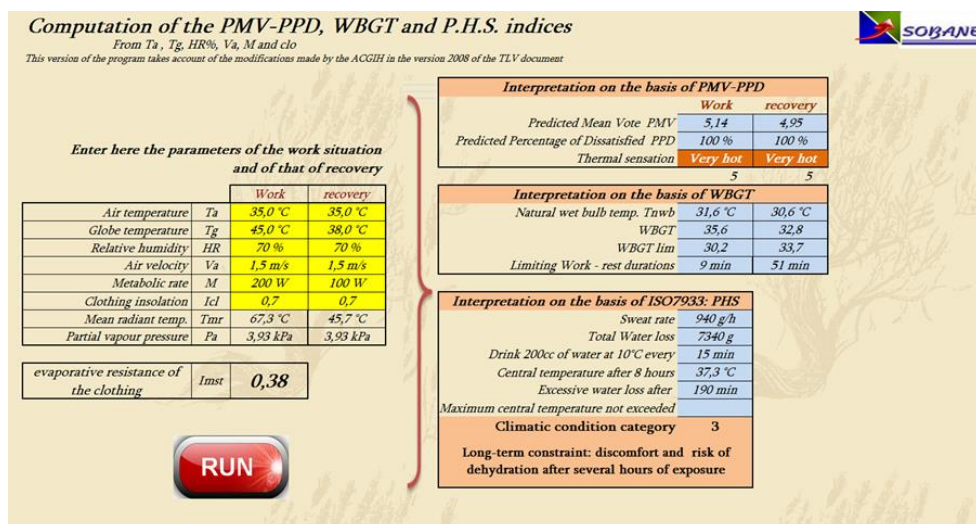 Computation of the PMV-PPD, WBGT and P.H.S. indices
From Ta , Tg, HR%, Va, M and clo
This version of the program takes account of the modifications made by the ACGIH in the version 2008 of the TLV document
SOBANE
Enter here the parameters of the work situation
and of that of recovery
Work recovery
Air temperature Ta 35,0 °C 35,0 °C
Globe temperature Tg 45,0 °C 38,0 °C
Relative humidity HR 70 % 70 %
Air velocity Va 1,5 m/s 1,5 m/s
Metabolic rate M 200 W 100 W
Clothing insolation Icl 0,7 0,7
Mean radiant temp. Tmr 67,3 °C 45,7 °C
Partial vapour pressure Pa 3,93 kPa 3,93 kPa
evaporative resistance of
the clothing Imst 0,38
RUN
Interpretation on the basis of PMV-PPD
Work recovery
Predicted Mean Vote PMV 5,14 4,95
Predicted Percentage of Dissatisfied PPD 100 % 100 %
Thermal sensation Very hot Very hot
5 5
Interpretation on the basis of WBGT
Natural wet bulb temp. Tnwb 31,6 °C 30,6 °C
WBGT 35,6 32,8
WBGT lim 30,2 33,7
Limiting Work - rest durations 9 min 51 min
Interpretation on the basis of ISO7933: PHS
Sweat rate 940 g/h
Total Water loss 7340 g
Drink 200cc of water at 10°C every 15 min
Central temperature after 8 hours 37,3 °C
Excessive water loss after 190 min
Maximum central temperature not exceeded
Climatic condition category 3
Long-term constraint: discomfort and risk of
dehydration after several hours of exposure